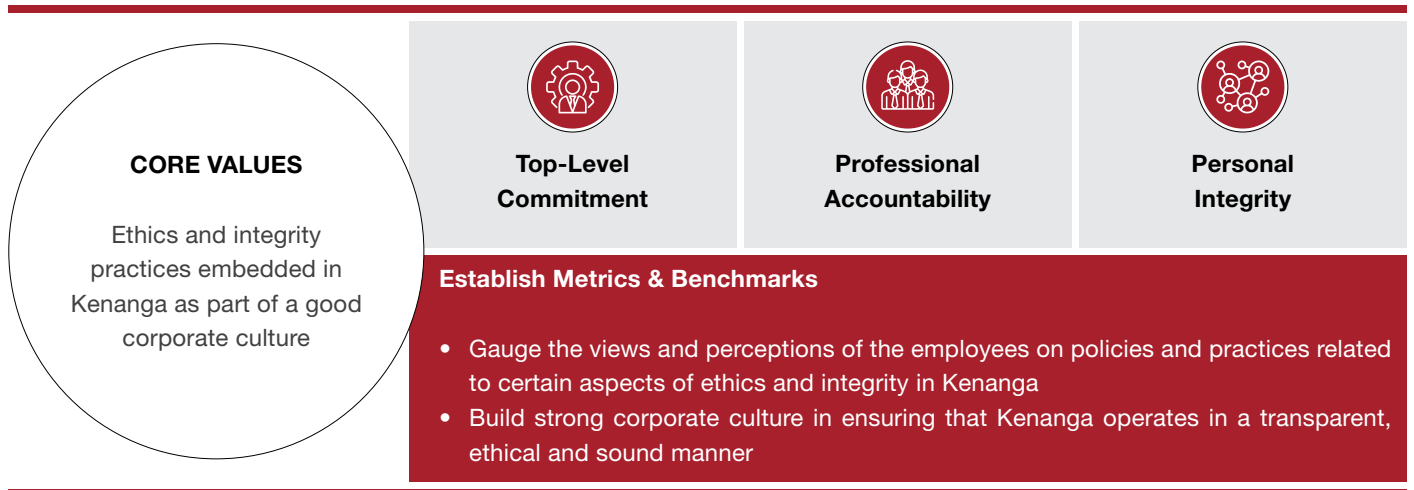 CORE VALUES
Ethics and integrity
practices embedded in
Kenanga as part of a good
corporate culture
Top-Level
Commitment
Professional
Accountability
Personal
Integrity
Establish Metrics & Benchmarks
• Gauge the views and perceptions of the employees on policies and practices related
to certain aspects of ethics and integrity in Kenanga
• Build strong corporate culture in ensuring that Kenanga operates in a transparent,
ethical and sound manner